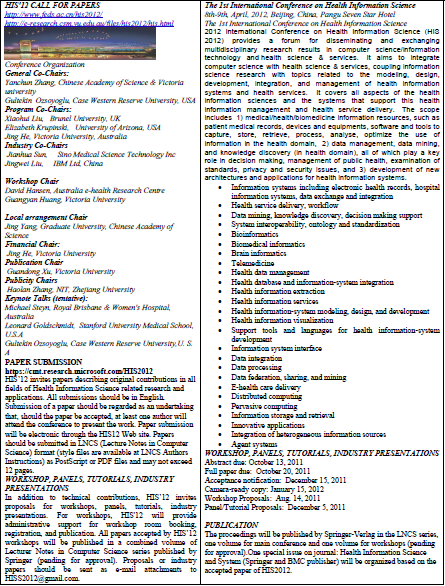 HIS'12 CALL FOR PAPERS
http://www.feds.ac.cn/his2012/
http://e-research.csm.vu.edu.au/files/his2012/his.html
Conference Organisation
General Co-Chairs:
Yanchun Zhang, Chinese Academy of Science & Victoria
university
Gultekin Ozsoyoglu, Case Western Reserve University, USA
Program Co-Chairs:
Xiaohui Liu, Brunel University, UK
Elizabeth Krupinski, University of Arizona, USA
Jing He, Victoria University, Australia
Industry Co-Chairs
Jianhua Sun, Sino Medical Science Technology Inc
Jingwei Liu, IBM Ltd, China
Workshop Chair
David Hansen, Australia e-health Research Centre
Guangyan Huang, Victoria University
Local arrangement Chair
Jing Yang, Graduate University, Chinese Academy of
Science
Financial Chair:
Jing He, Victoria University
Publication Chair
Guandong Xu, Victoria University
Publicity Chairs
Haolan Zhang, NIT, Zhejiang University
Keynote Talks (tentative):
Michael Steyn, Royal Brisbane & Women's Hospital,
Australia
Leonard Goldschmidt, Stanford University Medical School,
U.S.A
Gultekin Ozsoyoglu, Case Western Reserve University,U. S.
A
PAPER SUBMISSION
https://cmt.research.microsoft.com/HIS2012
HIS'12 invites papers describing original contributions in all
fields of Health Information Science related research and
applications. All submissions should be in English.
Submission of a paper should be regarded as an undertaking
that, should the paper be accepted, at least one author will
attend the conference to present the work. Paper submission
will be electronic through the HIS12 Web site. Papers
should be submitted in LNCS (Lecture Notes in Computer
Science) format (style files are available at LNCS Authors
Instructions) as PostScript or PDF files and may not exceed
12 pages.
WORKSHOP, PANELS, TUTORIALS, INDUSTRY
PRESENTATIONS
In addition to technical contributions, HIS'12 invites
proposals for workshops, panels, tutorials, industry
presentations. For workshops, HIS'12 will provide
administrative support for workshop room booking,
registration, and publication. All papers accepted by HIS'12
workshops will be published in a combined volume of
Lecturer Notes in Computer Science series published by
Springer (pending for approval). Proposals or industry
papers should be sent as e-mail attachments to
HISS2012@gmail.com.
The 1st International Conference on Health Information Science
8th-9th, April, 2012, Beijing, China, Pangu Seven Star Hotel
The 1st International Conference on Health Information Science
2012 International Conference on Health Information Science (HIS
2012) provides a forum for disseminating and exchanging
multidisciplinary research results in computer science/information
technology and health science & services. It aims to integrate
computer science with health science & services, coupling information
science research with topics related to the modeling, design,
development, integration, and management of health information
systems and health services. It covers all aspects of the health
information sciences and the systems that support this health
information management and health service delivery. The scope
includes 1) medical/health/biomedicine information resources, such as
patient medical records, devices and equipments, software and tools to
capture, store, retrieve, process, analyse, optimize the use of
information in the health domain, 2) data management, data mining,
and knowledge discovery (in health domain), all of which play a key
role in decision making, management of public health, examination of
standards, privacy and security issues, and 3) development of new
architectures and applications for health information systems.
• Information systems including electronic health records, hospital
information systems, data exchange and integration
• Health service delivery, workflow
• Data mining, knowledge discovery, decision making support
• System interoperability, ontology and standardization
• Bioinformatics
• Biomedical informatics
• Brain informatics
• Telemedicine
• Health data management
• Health database and information-system integration
• Health information extraction
• Health information services
• Health information-system modeling, design, and development
• Health information visualization
• Support tools and languages for health information-system
development
• Information system interface
• Data integration
• Data processing
• Data federation, sharing, and mining
• E-health care delivery
• Distributed computing
• Pervasive computing
• Information storage and retrieval
• Innovative applications
• Integration of heterogeneous information sources
• Agent systems
WORKSHOP, PANELS, TUTORIALS, INDUSTRY PRESENTATIONS
Abstract due: October 13, 2011
Full paper due: October 20, 2011
Acceptance notification: December 15, 2011
Camera-ready copy: January 15, 2012
Workshop Proposals: Aug. 14, 2011
Panel/Tutorial Proposals: December 5, 2011
PUBLICATION
The proceedings will be published by Springer-Verlag in the LNCS series,
one volume for main conference and one volume for workshops (pending
for approval).One special issue on journal: Health Information Science
and System (Springer and BMC publisher) will be organized based on the
accepted paper of HIS2012.